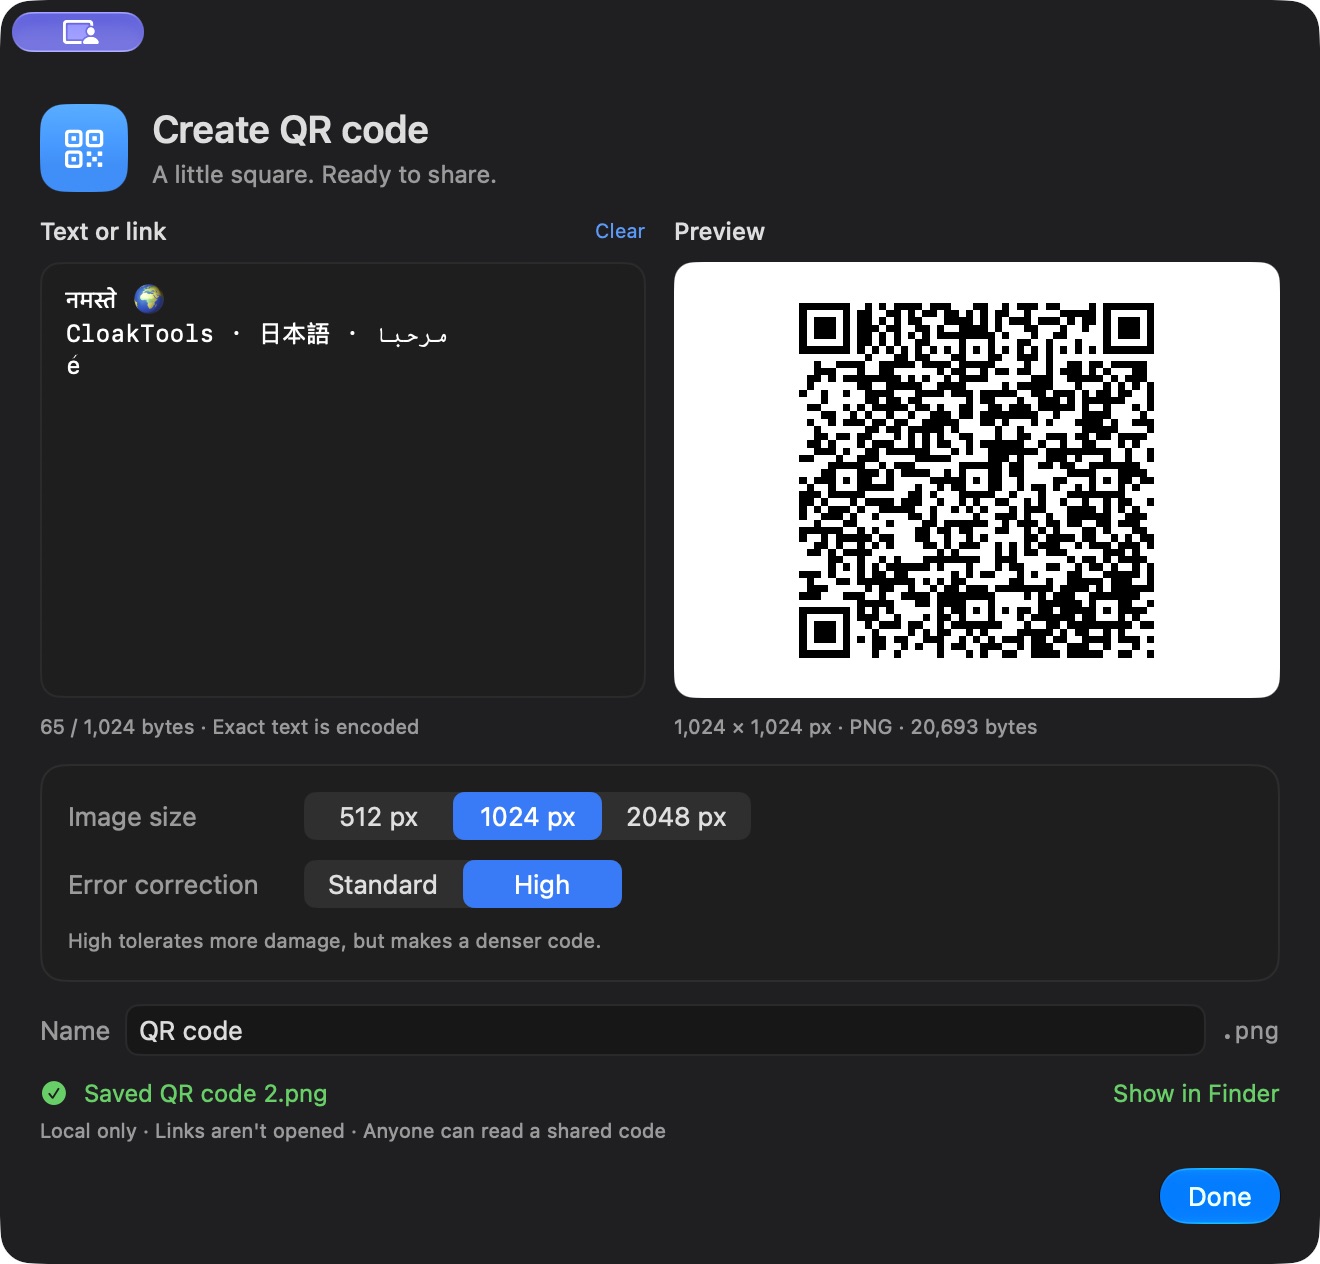 Create QR code
A little square. Ready to share.
Text or link
Clear
Preview
नमस्ते 🌍
CloakTools · 日本語 · مرحبا
é
65 / 1,024 bytes · Exact text is encoded
1,024 × 1,024 px · PNG · 20,693 bytes
Image size
512 px
1024 px
2048 px
Error correction
Standard
High
High tolerates more damage, but makes a denser code.
Name
QR code
.png
Saved QR code 2.png
Show in Finder
Local only · Links aren't opened · Anyone can read a shared code
Done